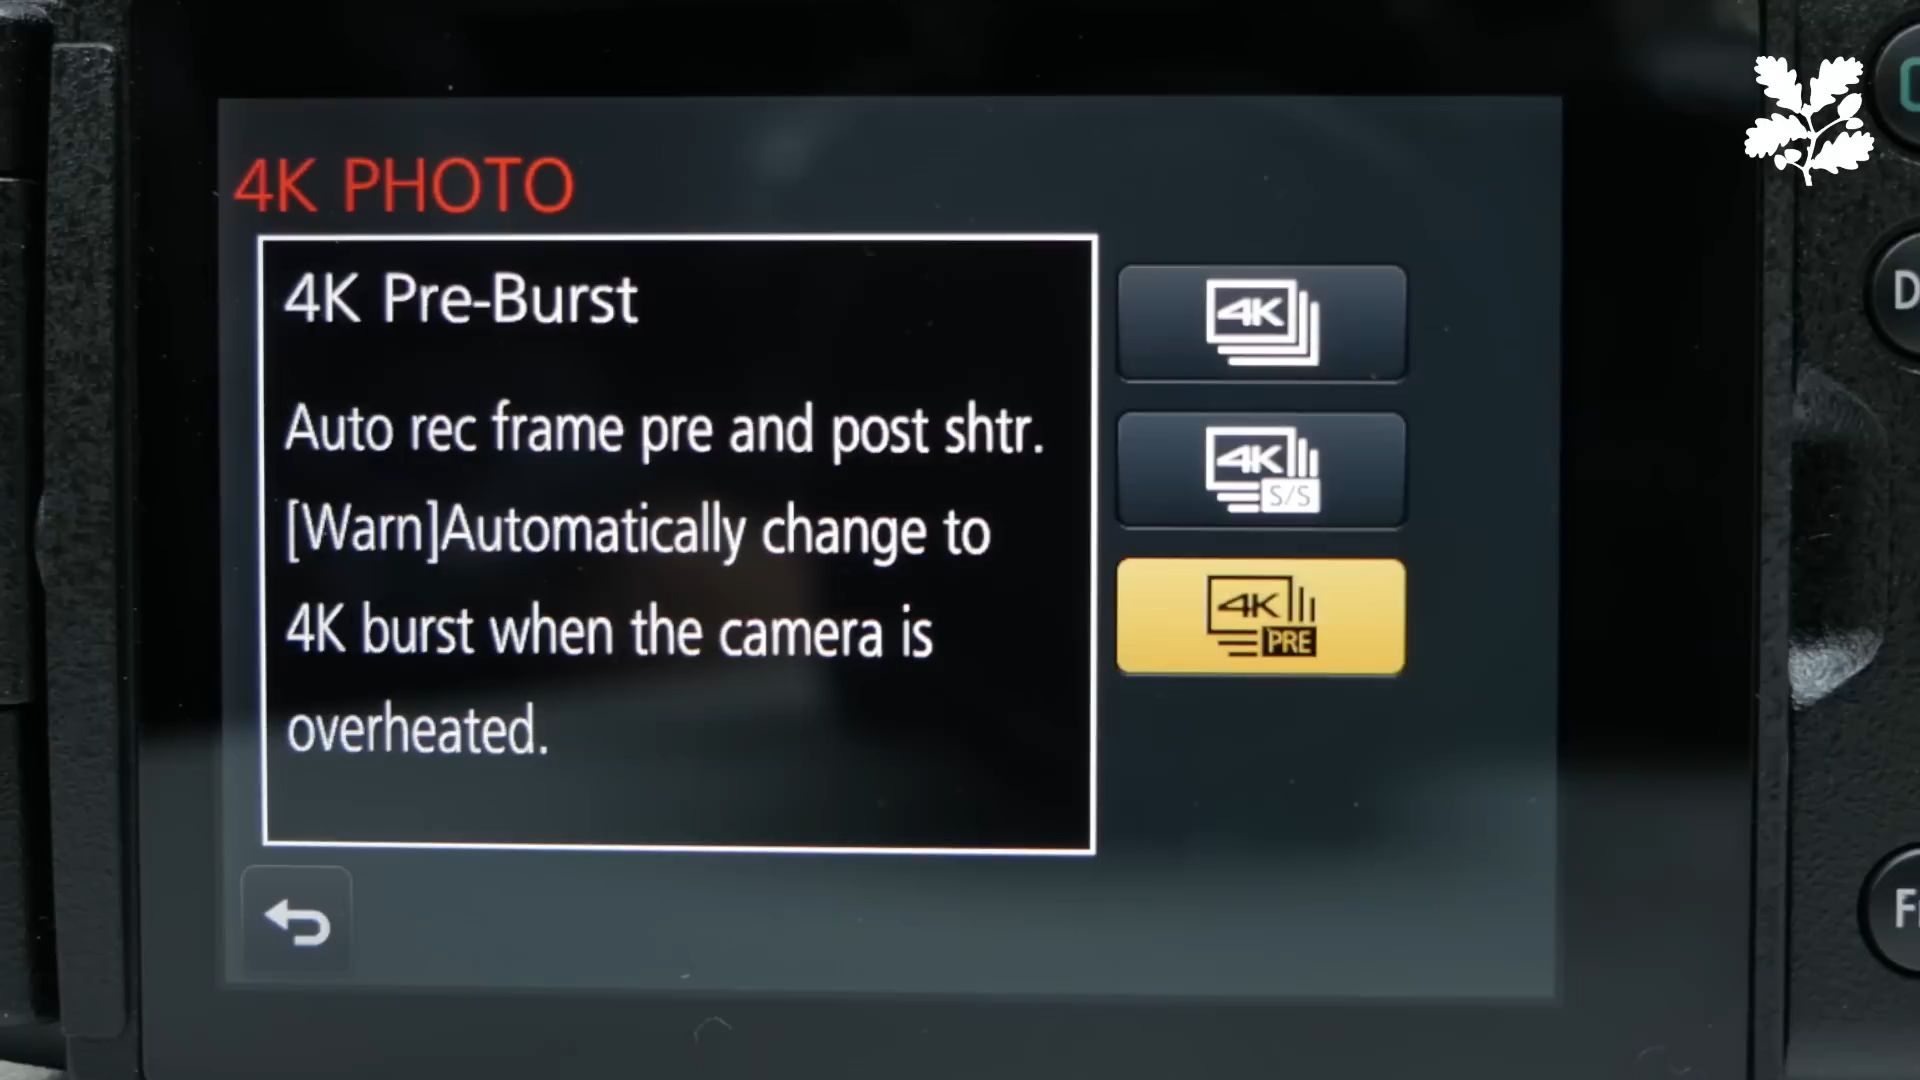 4K PHOTO
4K Pre-Burst
Auto rec frame pre and post shtr.
[Warn]Automatically change to
4K burst when the camera is
overheated.
4K
4K
S/S
4K
PRE
D
F